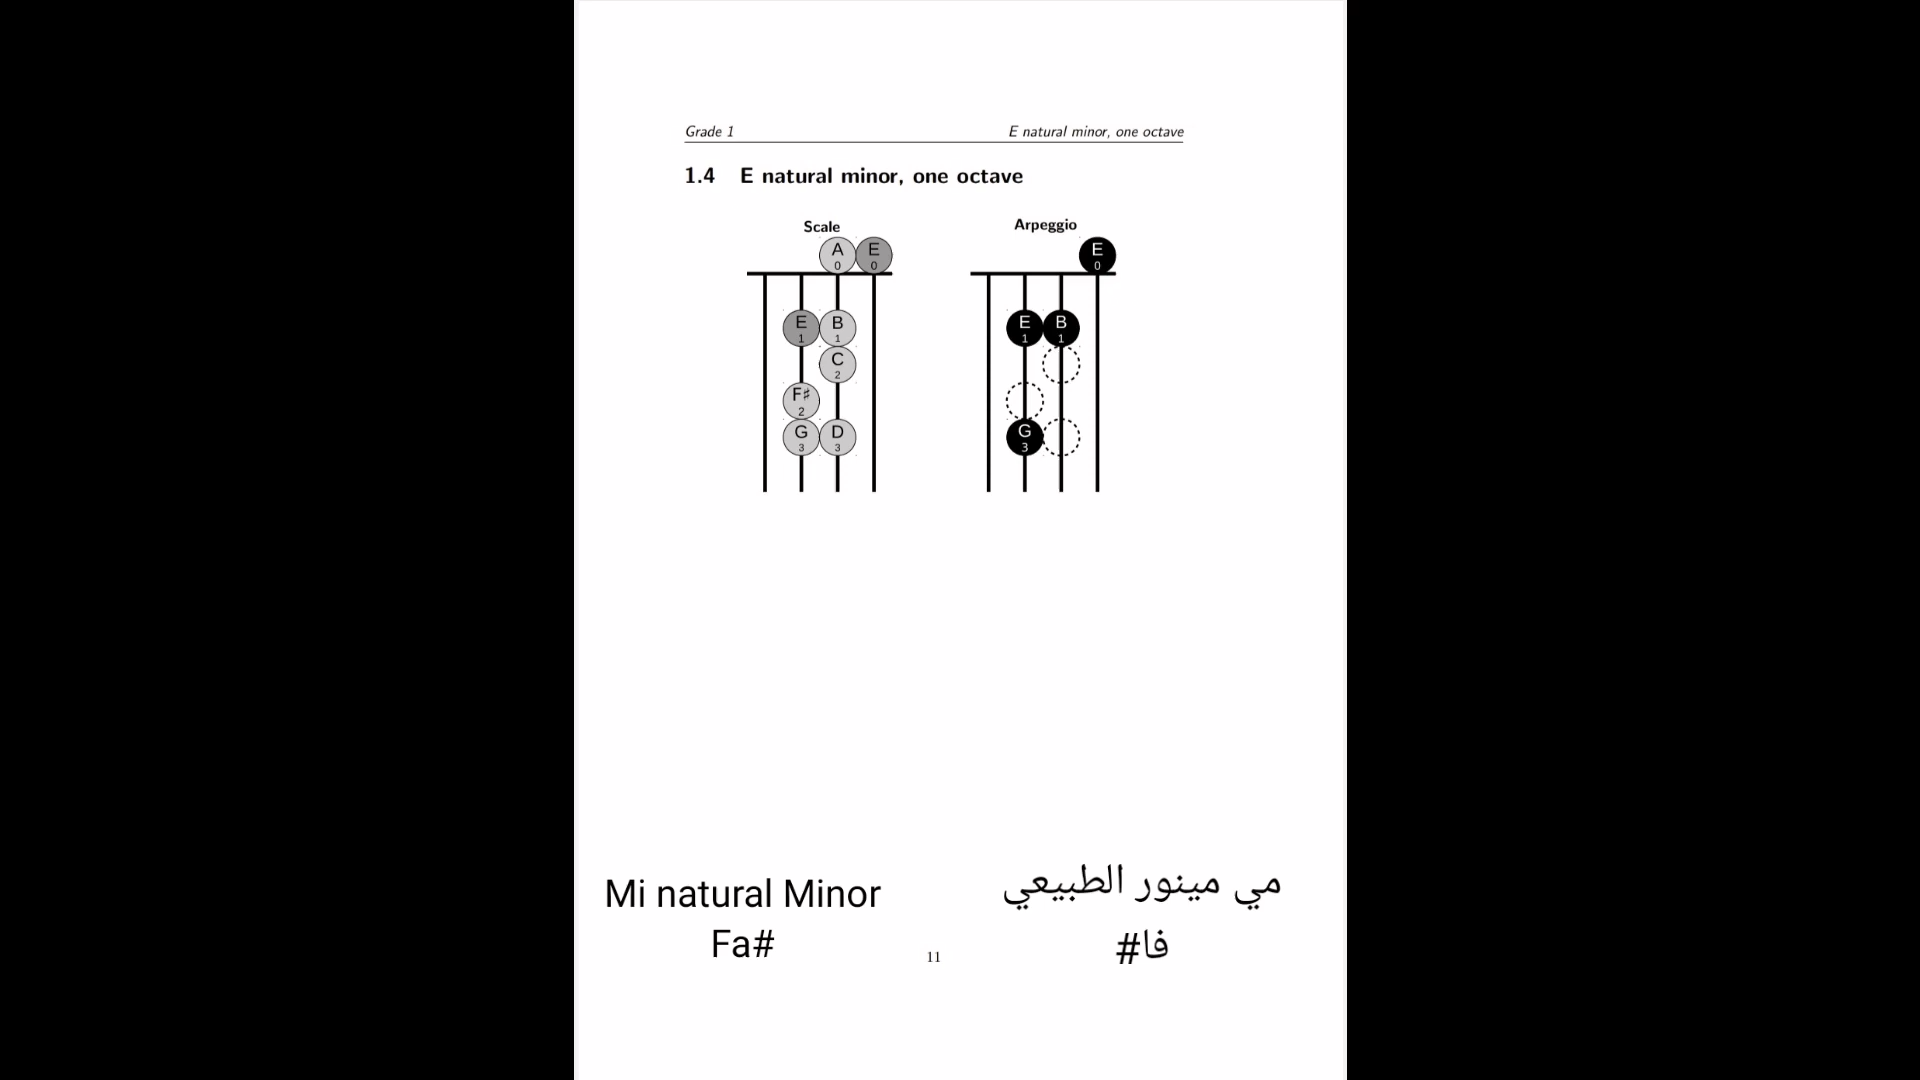 Grade 1 E natural minor, one octave
1.4 E natural minor, one octave
Scale Arpeggio
A 0 E 0 E 0
E 1 B 1 E 1 B 1
C 2
F♯ 2
G 3 D 3 G 3
Mi natural Minor مي مينور الطبيعي
Fa# فا#
11